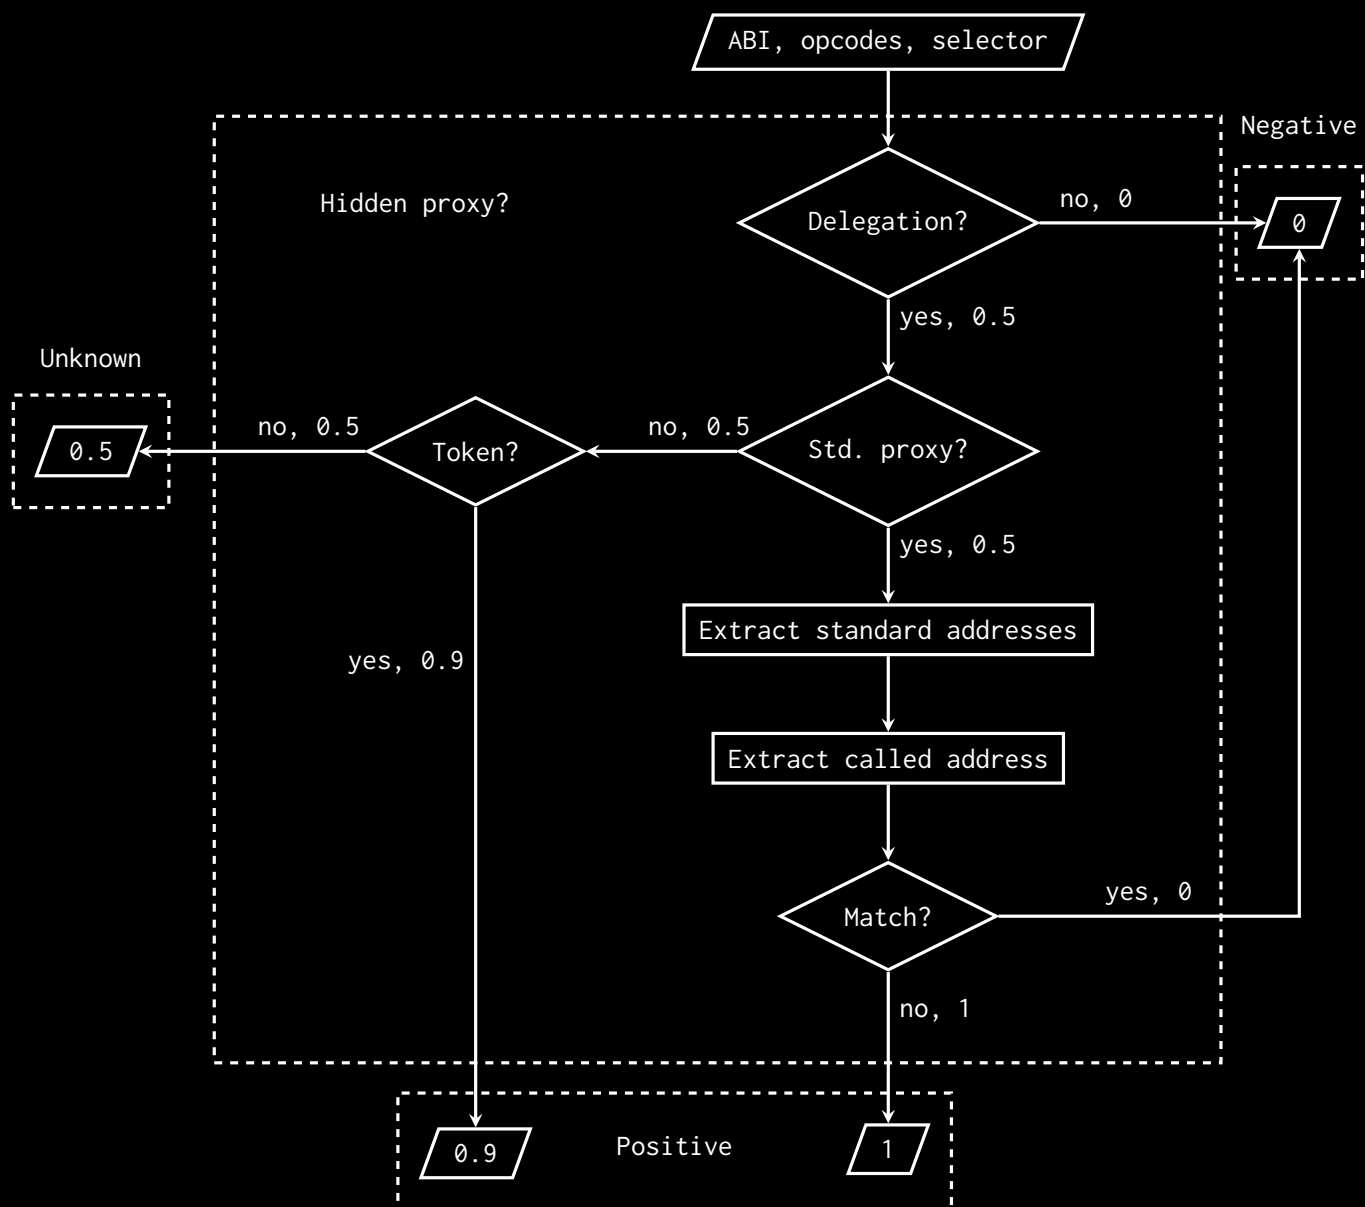 ABI, opcodes, selector
Negative
Hidden proxy?
Delegation?
no, 0
0
yes, 0.5
Unknown
0.5
no, 0.5
Token?
no, 0.5
Std. proxy?
yes, 0.5
Extract standard addresses
yes, 0.9
Extract called address
Match?
yes, 0
no, 1
0.9
Positive
1